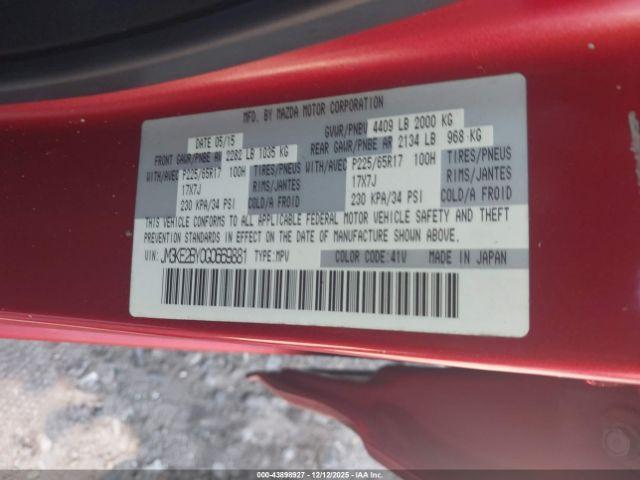 MFD. BY MAZDA MOTOR CORPORATION
DATE 05/15 GVWR/PNBV 4409 LB 2000 KG
FRONT GAWR/PNBE AV 2282 LB 1035 KG REAR GAWR/PNBE AR 2134 LB 968 KG
WITH/AVEC P225/65R17 100H TIRES/PNEUS WITH/AVEC P225/65R17 100H TIRES/PNEUS
17X7J RIMS/JANTES 17X7J RIMS/JANTES
230 KPA/34 PSI COLD/A FROID 230 KPA/34 PSI COLD/A FROID
THIS VEHICLE CONFORMS TO ALL APPLICABLE FEDERAL MOTOR VEHICLE SAFETY AND THEFT
PREVENTION STANDARDS IN EFFECT ON THE DATE OF MANUFACTURE SHOWN ABOVE.
VIN: JM3KE2BY0G0669881 TYPE: MPV COLOR CODE: 41V MADE IN JAPAN
000-43898927 - 12/12/2025 - IAAI.COM